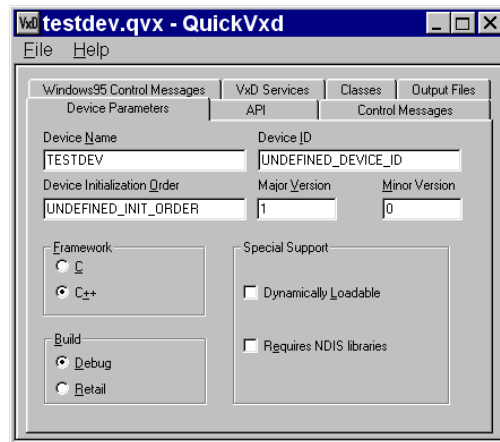 VxD testdev.qvx - QuickVxd
File Help
Windows95 Control Messages VxD Services Classes Output Files
Device Parameters API Control Messages
Device Name Device ID
TESTDEV UNDEFINED_DEVICE_ID
Device Initialization Order Major Version Minor Version
UNDEFINED_INIT_ORDER 1 0
Framework Special Support
C
C++ Dynamically Loadable
Build Requires NDIS libraries
Debug
Retail